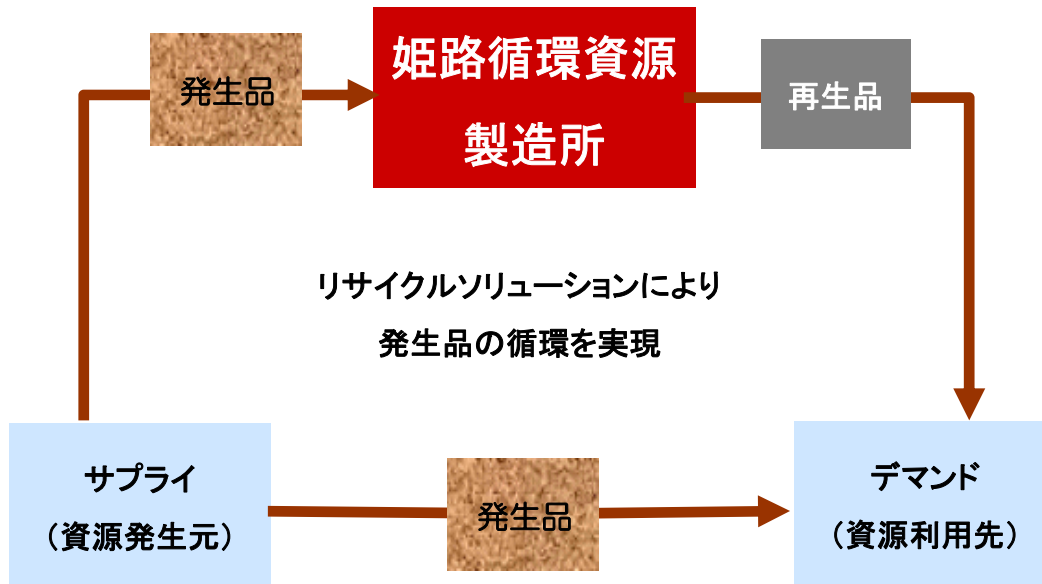 発生品
姫路循環資源
製造所
再生品
リサイクルソリューションにより
発生品の循環を実現
サプライ
（資源発生元）
発生品
デマンド
（資源利用先）